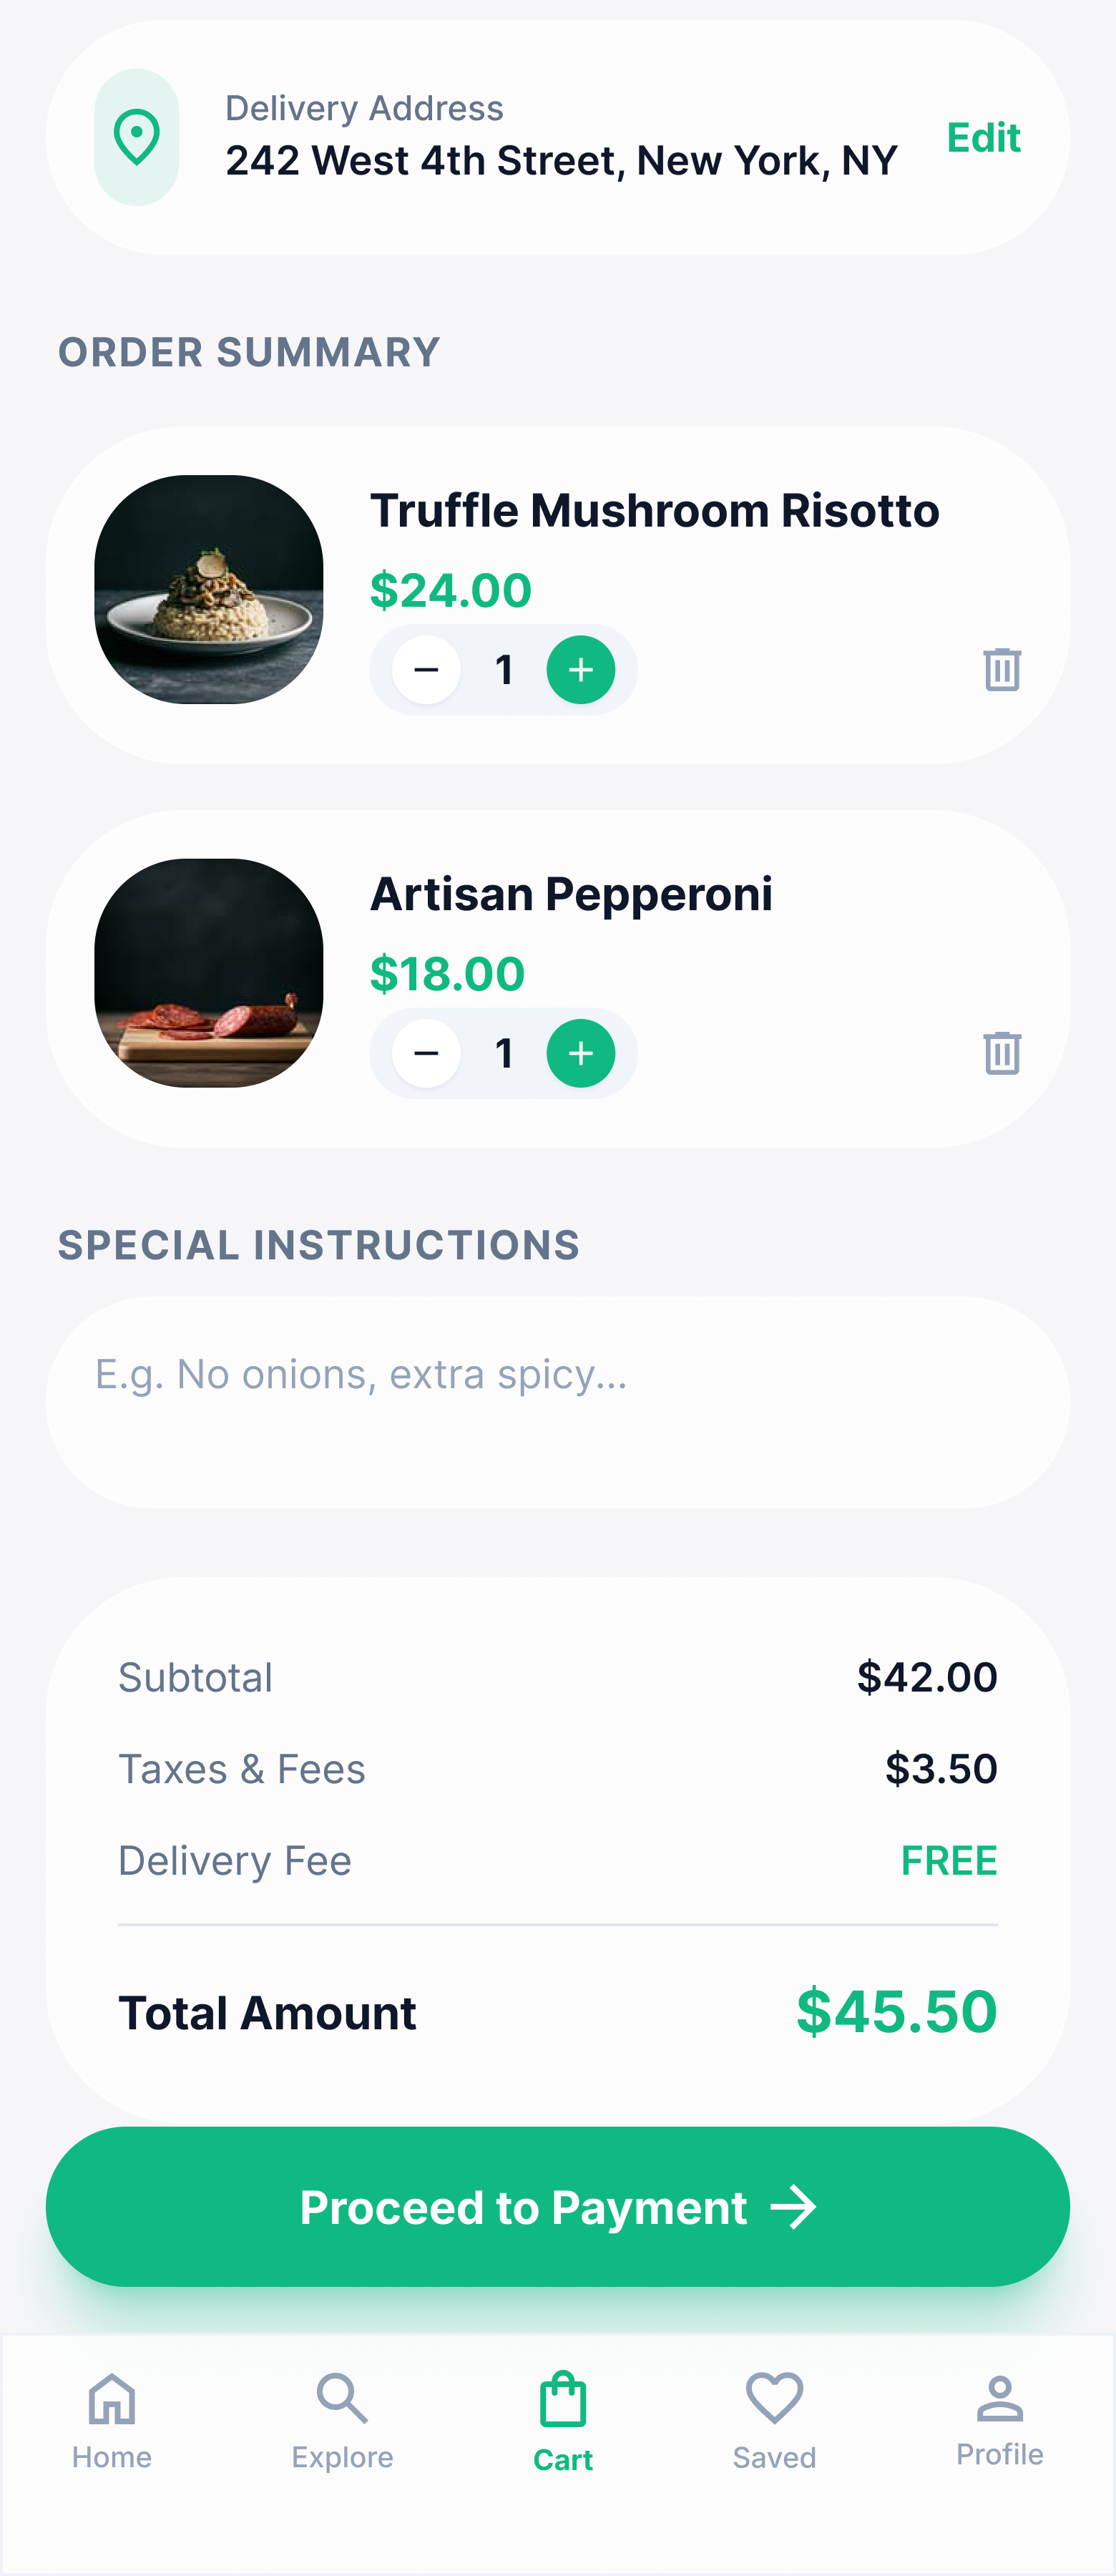 Delivery Address
242 West 4th Street, New York, NY
Edit
ORDER SUMMARY
Truffle Mushroom Risotto
$24.00
1
Artisan Pepperoni
$18.00
1
SPECIAL INSTRUCTIONS
E.g. No onions, extra spicy...
Subtotal $42.00
Taxes & Fees $3.50
Delivery Fee FREE
Total Amount $45.50
Proceed to Payment
Home Explore Cart Saved Profile